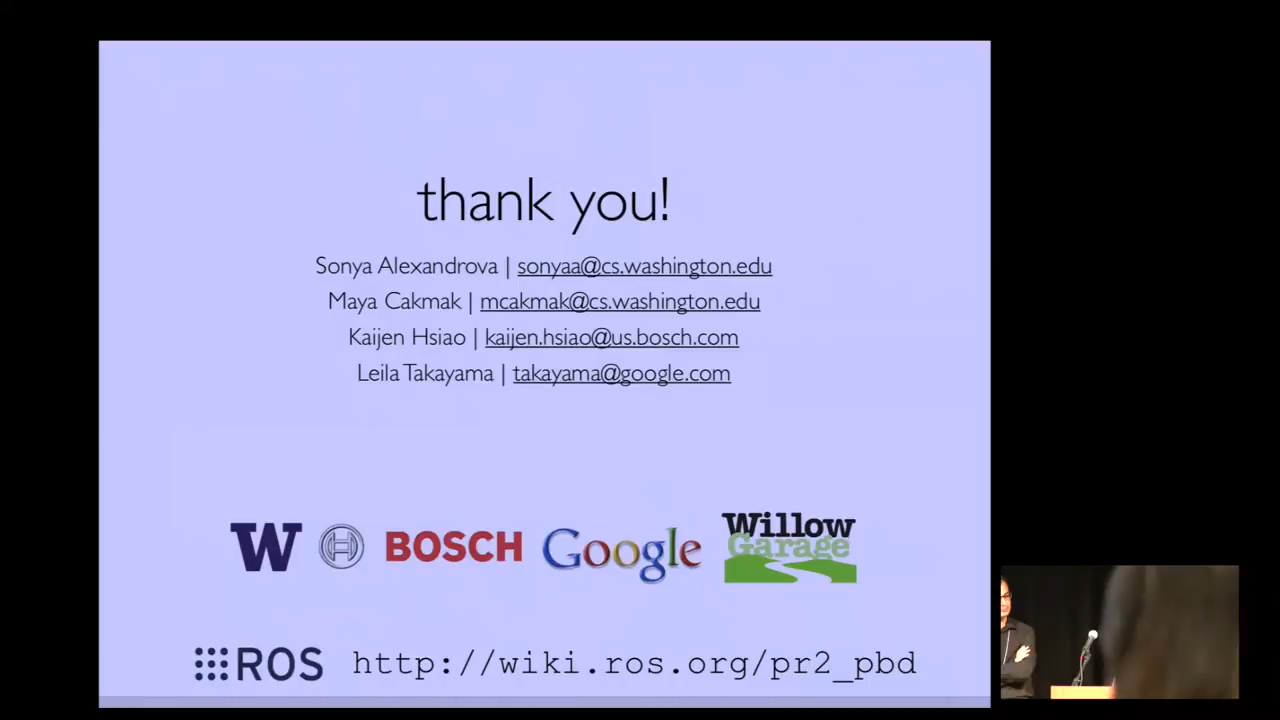 thank you!
Sonya Alexandrova | sonyaa@cs.washington.edu
Maya Cakmak | mcakmak@cs.washington.edu
Kaijen Hsiao | kaijen.hsiao@us.bosch.com
Leila Takayama | takayama@google.com
W BOSCH Google Willow Garage
ROS http://wiki.ros.org/pr2_pbd